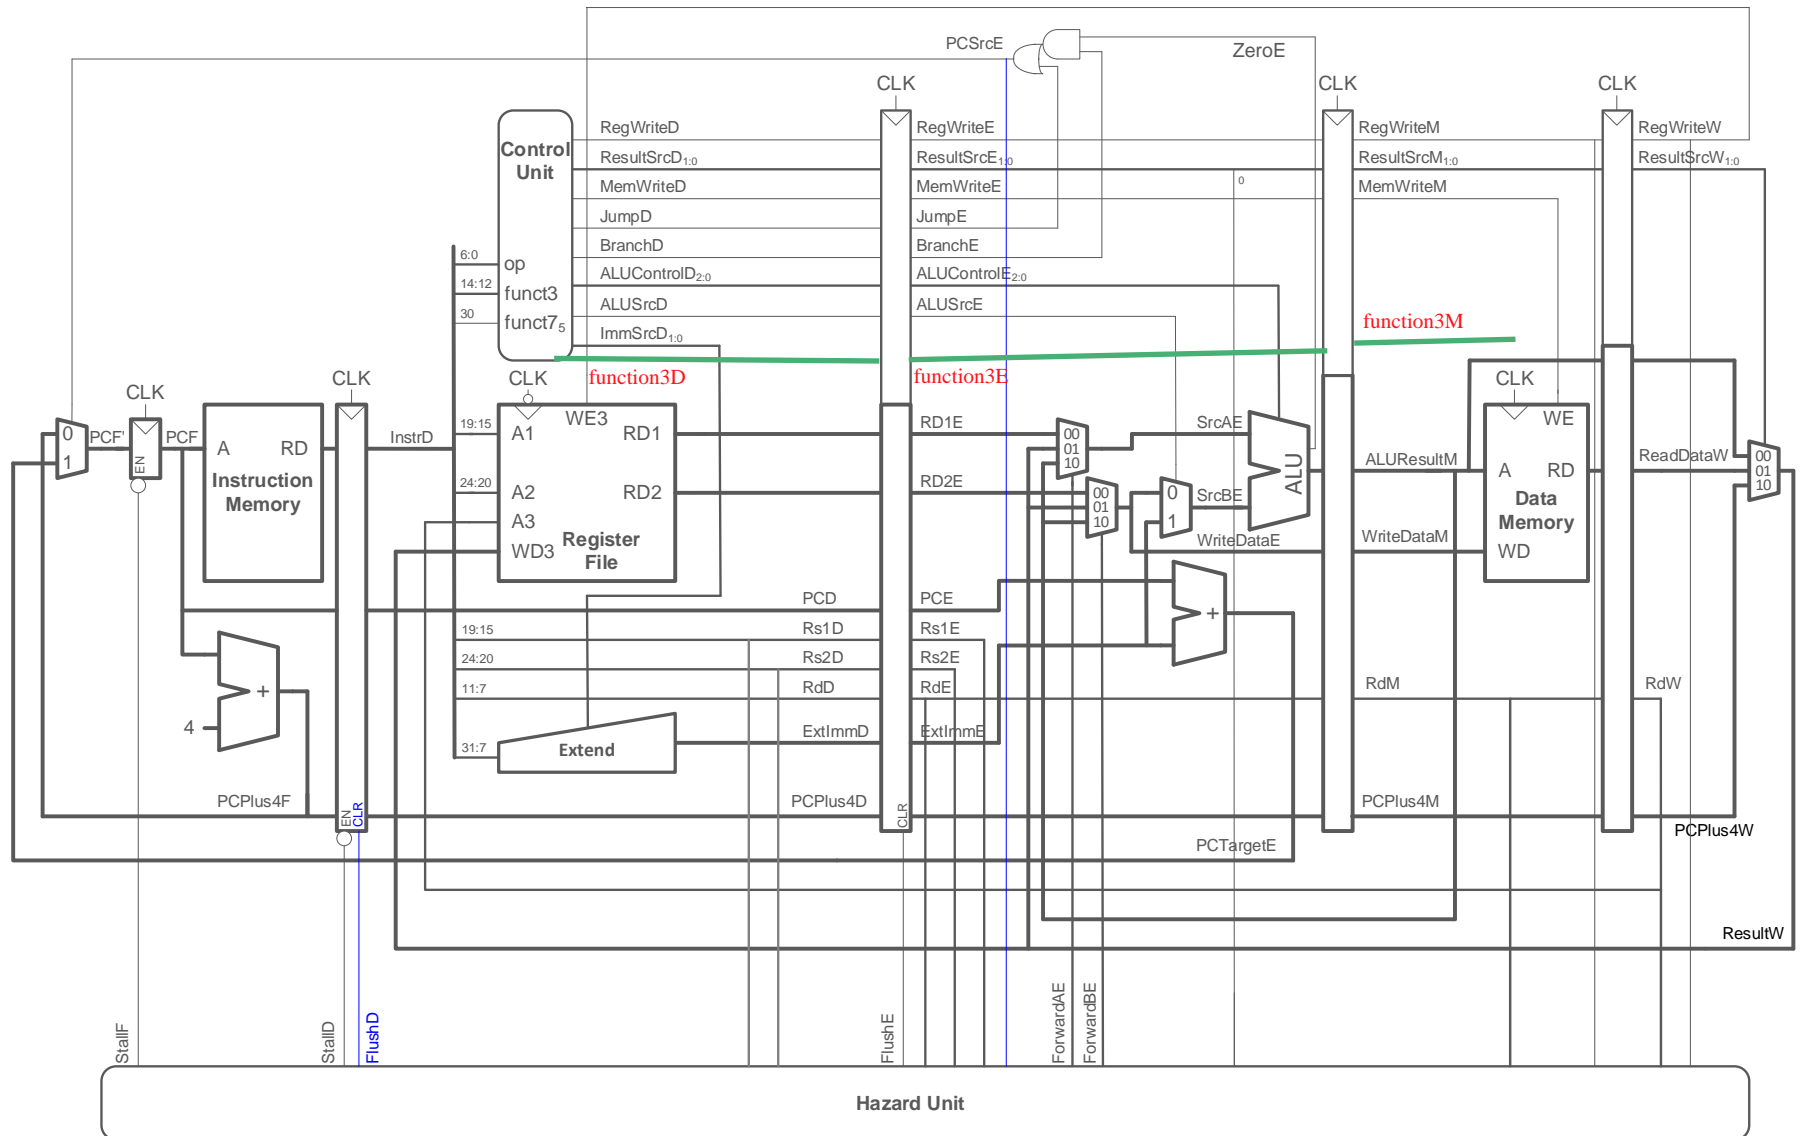 PCSrcE
ZeroE
CLK
CLK
CLK
Control
Unit
RegWriteD
ResultSrcD1:0
MemWriteD
JumpD
BranchD
ALUControlD2:0
ALUSrcD
ImmSrcD1:0
RegWriteE
ResultSrcE1:0
MemWriteE
JumpE
BranchE
ALUControlE2:0
ALUSrcE
0
RegWriteM
ResultSrcM1:0
MemWriteM
RegWriteW
ResultSrcW1:0
6:0
op
14:12
funct3
30
funct75
function3D
function3E
function3M
CLK
CLK
CLK
CLK
0
1
PCF'
EN
PCF
A
RD
Instruction
Memory
InstrD
19:15
A1
WE3
RD1
24:20
A2
RD2
A3
WD3
Register
File
RD1E
RD2E
00
01
10
00
01
10
0
1
SrcAE
SrcBE
ALU
WriteDataE
ALUResultM
WriteDataM
A
RD
WE
Data
Memory
WD
ReadDataW
00
01
10
PCD
PCE
19:15
Rs1D
Rs1E
24:20
Rs2D
Rs2E
11:7
RdD
RdE
RdM
RdW
+
+
4
31:7
Extend
ExtImmD
ExtImmE
PCPlus4F
EN
CLR
PCPlus4D
CLR
PCPlus4M
PCPlus4W
PCTargetE
ResultW
StallF
StallD
FlushD
FlushE
ForwardAE
ForwardBE
Hazard Unit